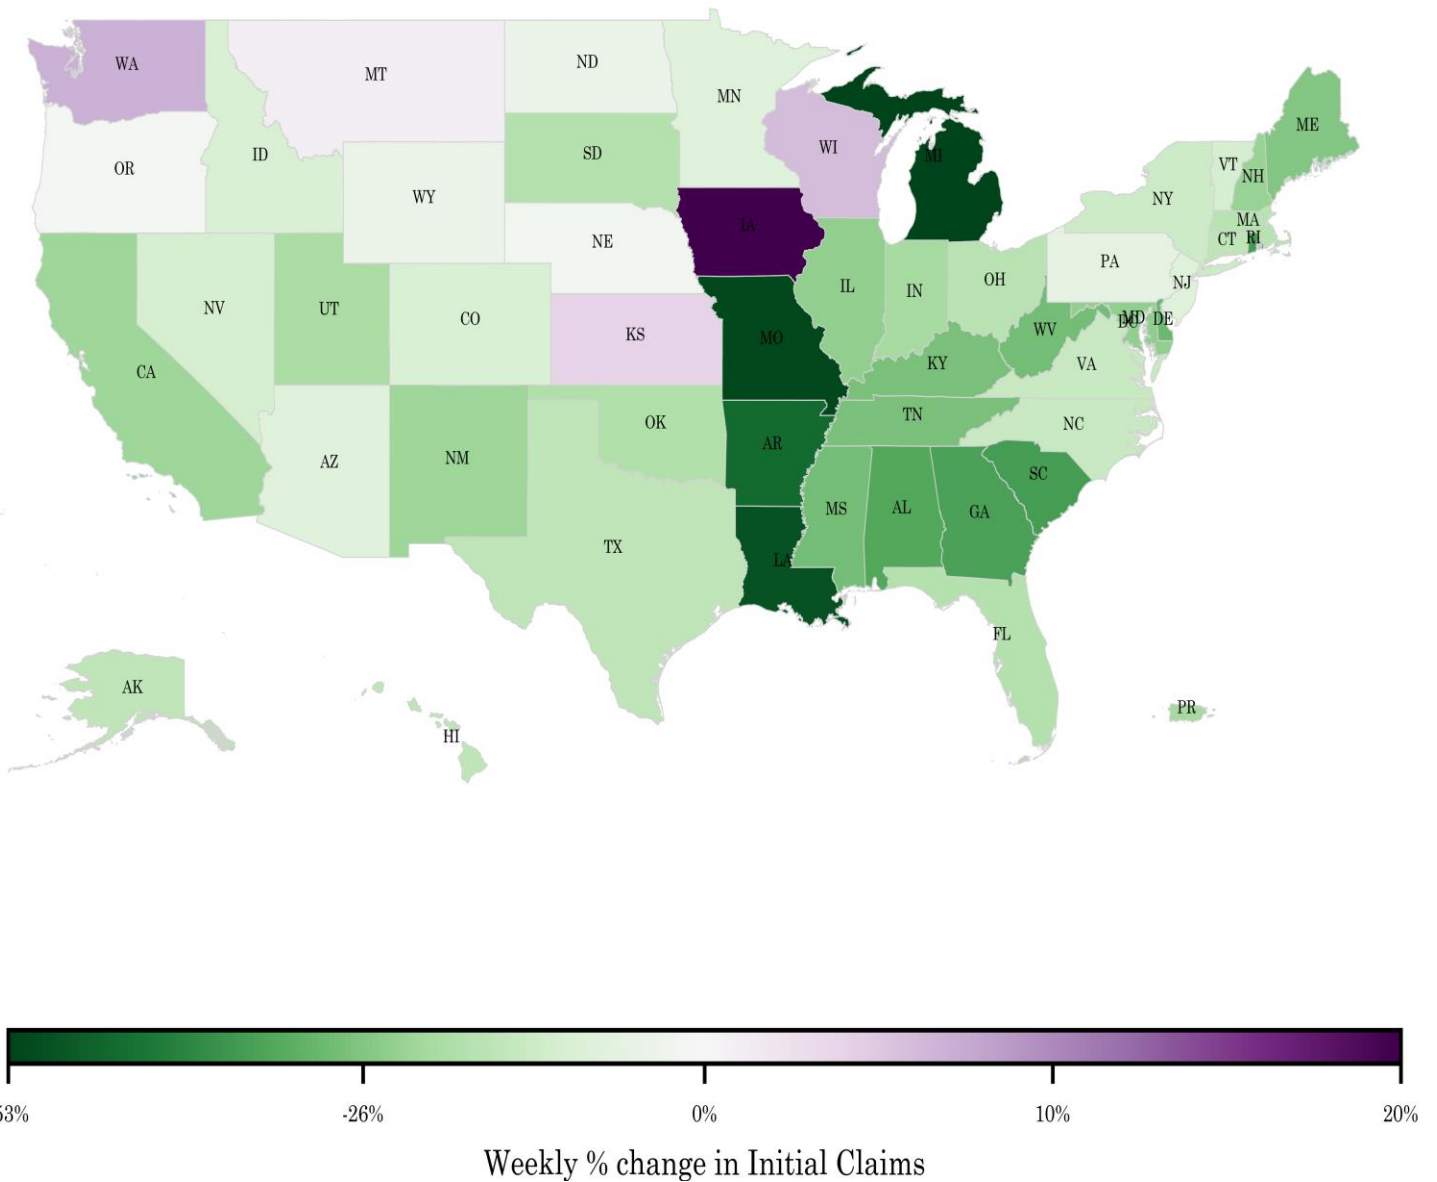 WA
MT
ND
MN
OR
ID
SD
WI
MI
ME
VT
NH
WY
NY
NE
IA
MA
CT
RI
PA
NV
UT
CO
KS
IL
IN
OH
NJ
CA
MO
KY
WV
DC
MD
DE
VA
AZ
NM
OK
AR
TN
NC
TX
LA
MS
AL
GA
SC
FL
AK
HI
PR
53%
-26%
0%
10%
20%
Weekly % change in Initial Claims